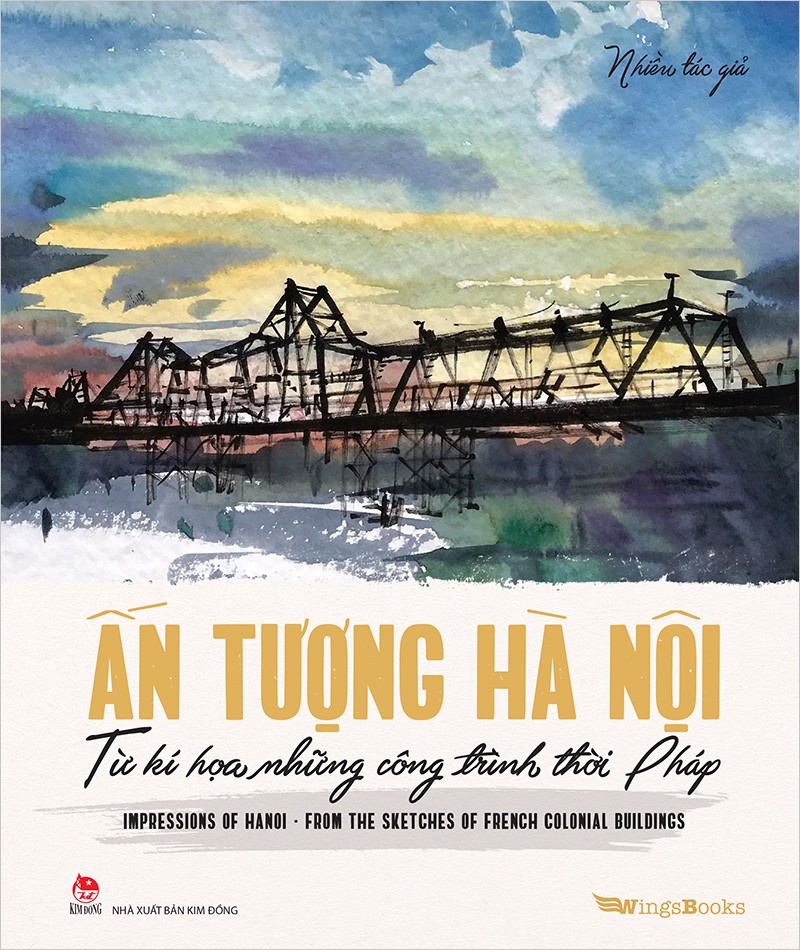 Nhiều tác giả
ẤN TƯỢNG HÀ NỘI
Từ kí họa những công trình thời Pháp
IMPRESSIONS OF HANOI · FROM THE SKETCHES OF FRENCH COLONIAL BUILDINGS
KIM ĐỒNG
NHÀ XUẤT BẢN KIM ĐỒNG
WingsBooks